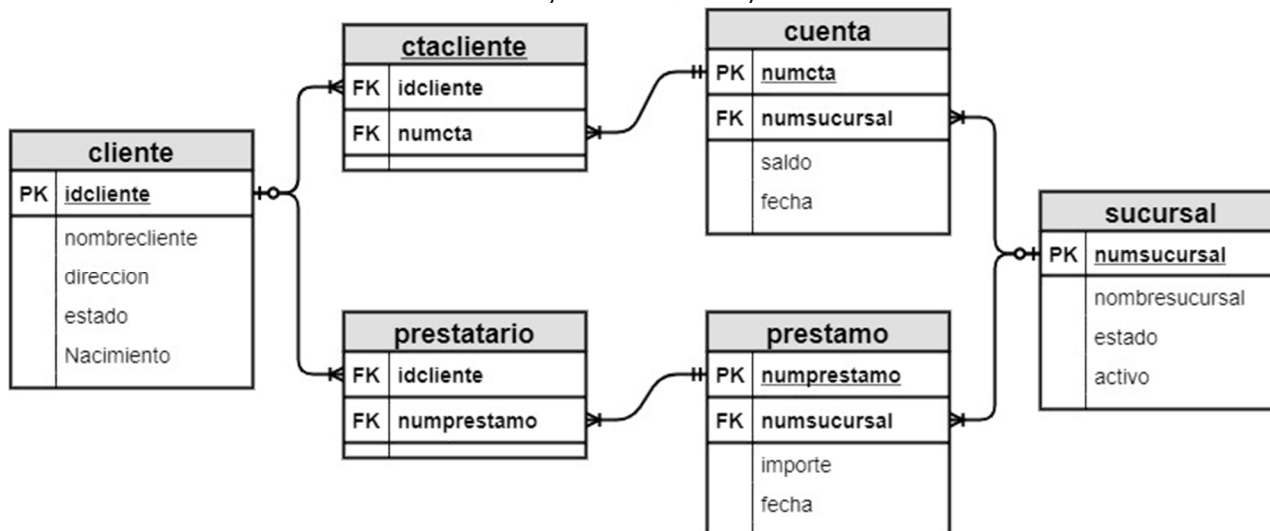 cliente
PK idcliente
nombrecliente
direccion
estado
Nacimiento
ctacliente
FK idcliente
FK numcta
prestatario
FK idcliente
FK numprestamo
cuenta
PK numcta
FK numsucursal
saldo
fecha
prestamo
PK numprestamo
FK numsucursal
importe
fecha
sucursal
PK numsucursal
nombresucursal
estado
activo